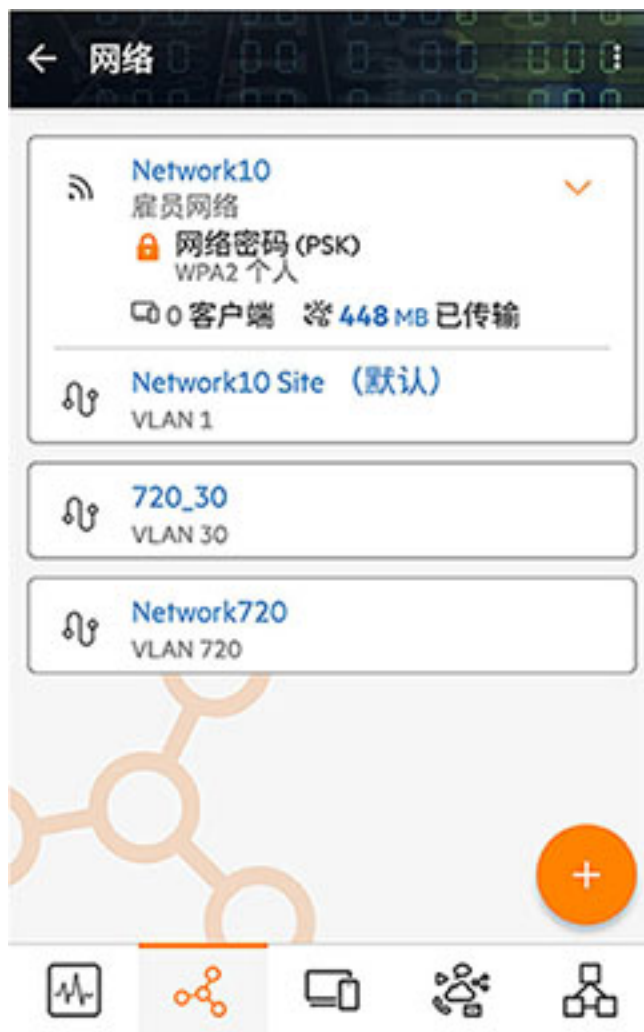 网络
Network10
雇员网络
网络密码 (PSK)
WPA2 个人
0 客户端 448 MB 已传输
Network10 Site （默认）
VLAN 1
720_30
VLAN 30
Network720
VLAN 720